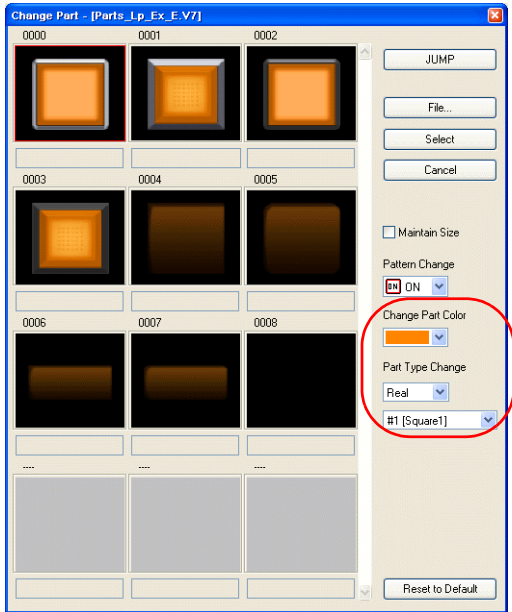 Change Part - [Parts_Lp_Ex_E.V7]
0000 0001 0002
JUMP
File...
Select
Cancel
0003 0004 0005
Maintain Size
Pattern Change
ON ON
0006 0007 0008
Change Part Color
Part Type Change
Real
#1 [Square1]
---- ---- ----
Reset to Default